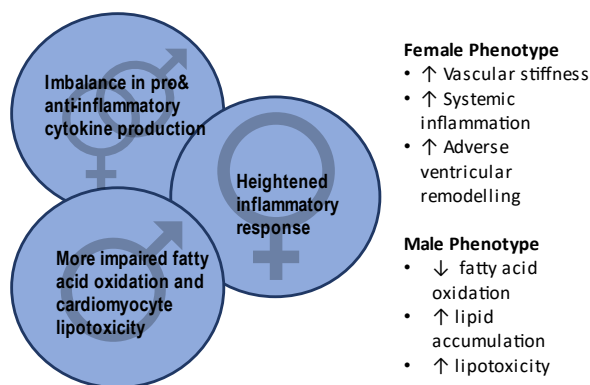 Imbalance in pro&
anti-inflammatory
cytokine production
Heightened
inflammatory
response
More impaired fatty
acid oxidation and
cardiomyocyte
lipotoxicity
Female Phenotype
• ↑ Vascular stiffness
• ↑ Systemic
inflammation
• ↑ Adverse
ventricular
remodelling
Male Phenotype
• ↓ fatty acid
oxidation
• ↑ lipid
accumulation
• ↑ lipotoxicity